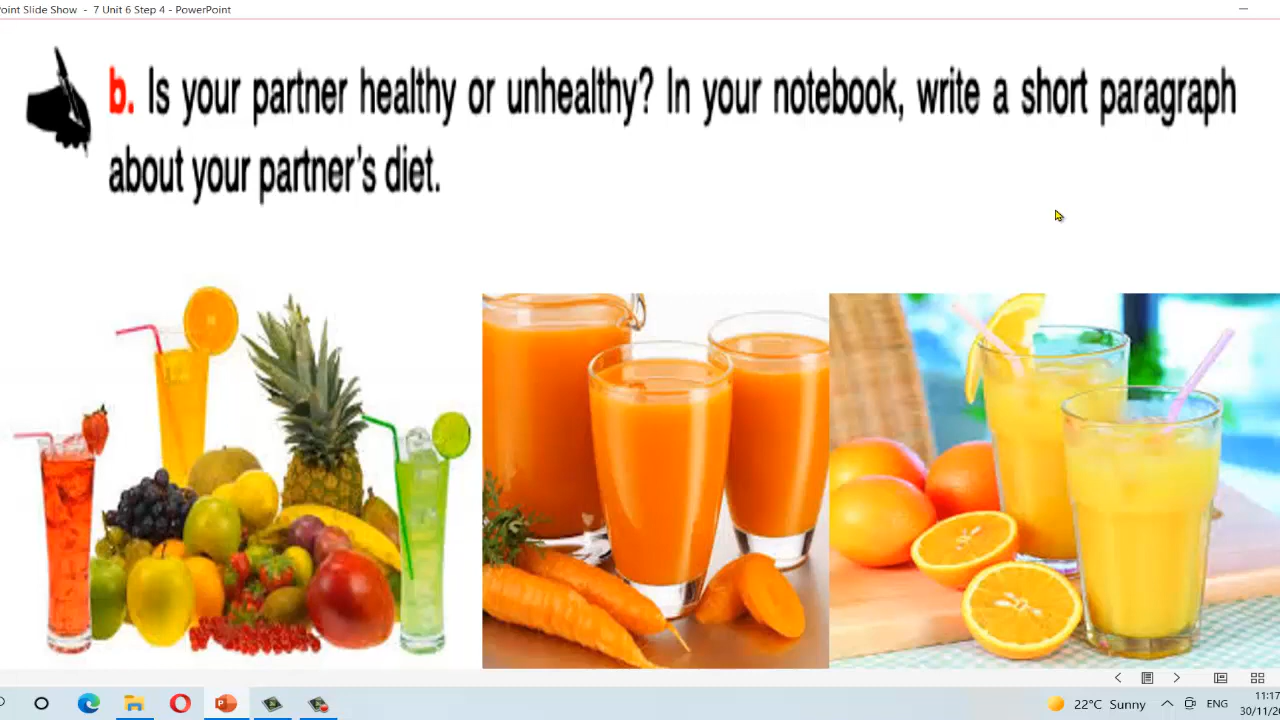 Point Slide Show - 7 Unit 6 Step 4 - PowerPoint
b. Is your partner healthy or unhealthy? In your notebook, write a short paragraph
about your partner's diet.
22°C Sunny
ENG
11:17
30/11/20